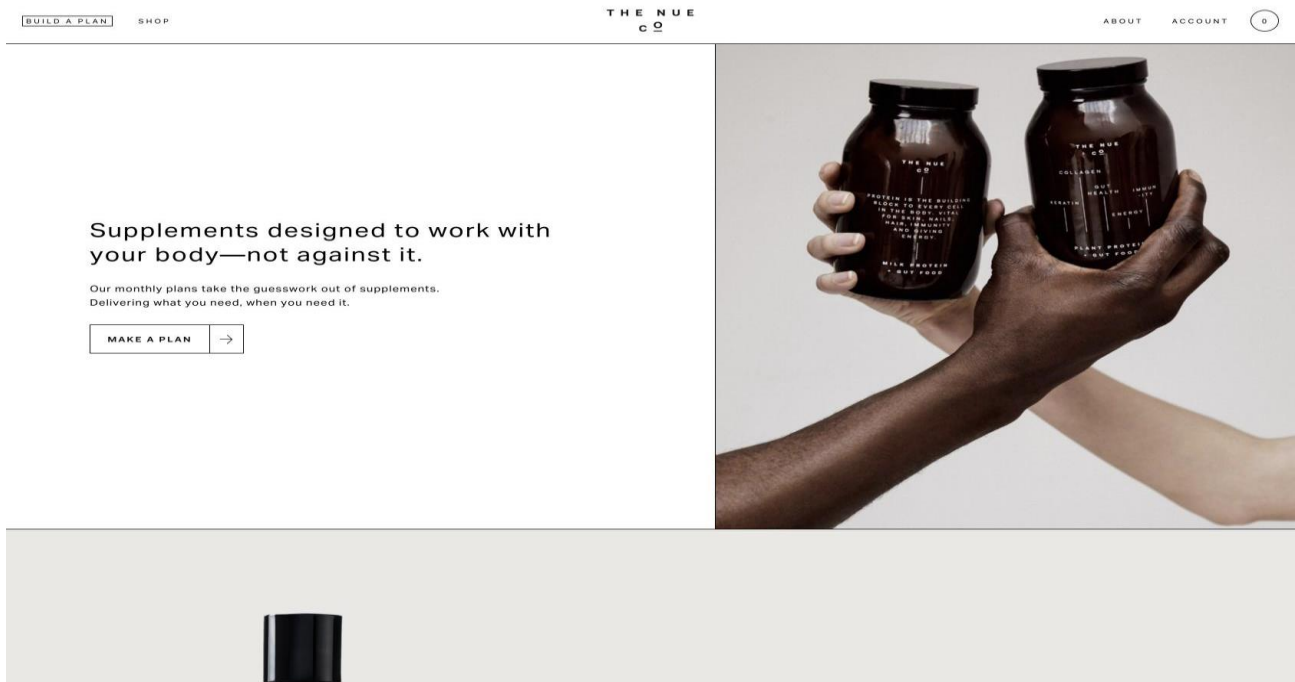 BUILD A PLAN
SHOP
THE NUE
CO
ABOUT
ACCOUNT
0
Supplements designed to work with
your body—not against it.
Our monthly plans take the guesswork out of supplements.
Delivering what you need, when you need it.
MAKE A PLAN
THE NUE
CO
PROTEIN IS THE BUILDING
BLOCK TO EVERY CELL
IN THE BODY. VITAL
FOR SKIN, NAILS,
HAIR, IMMUNITY
AND GIVING
ENERGY.
MILK PROTEIN
+ GUT FOOD
THE NUE
CO
COLLAGEN
GUT
HEALTH
IMMUN
-ITY
KERATIN
ENERGY
PLANT PROTEIN
+ GUT FOOD